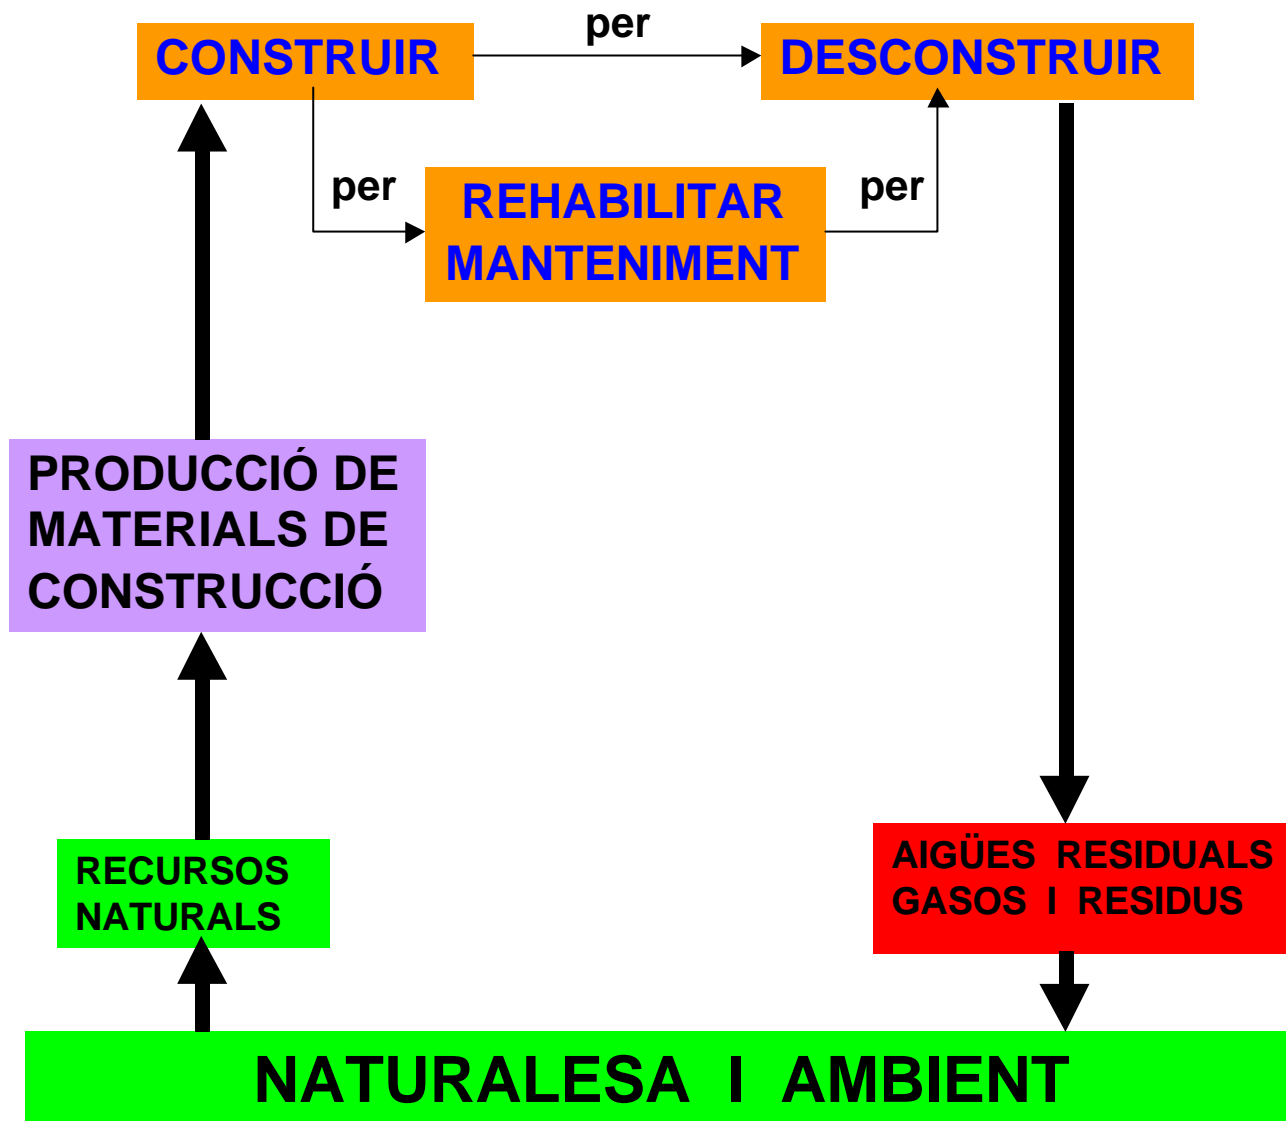 per
CONSTRUIR
DESCONSTRUIR
per
REHABILITAR
MANTENIMENT
per
PRODUCCIÓ DE
MATERIALS DE
CONSTRUCCIÓ
RECURSOS
NATURALS
AIGÜES RESIDUALS
GASOS I RESIDUS
NATURALESA I AMBIENT